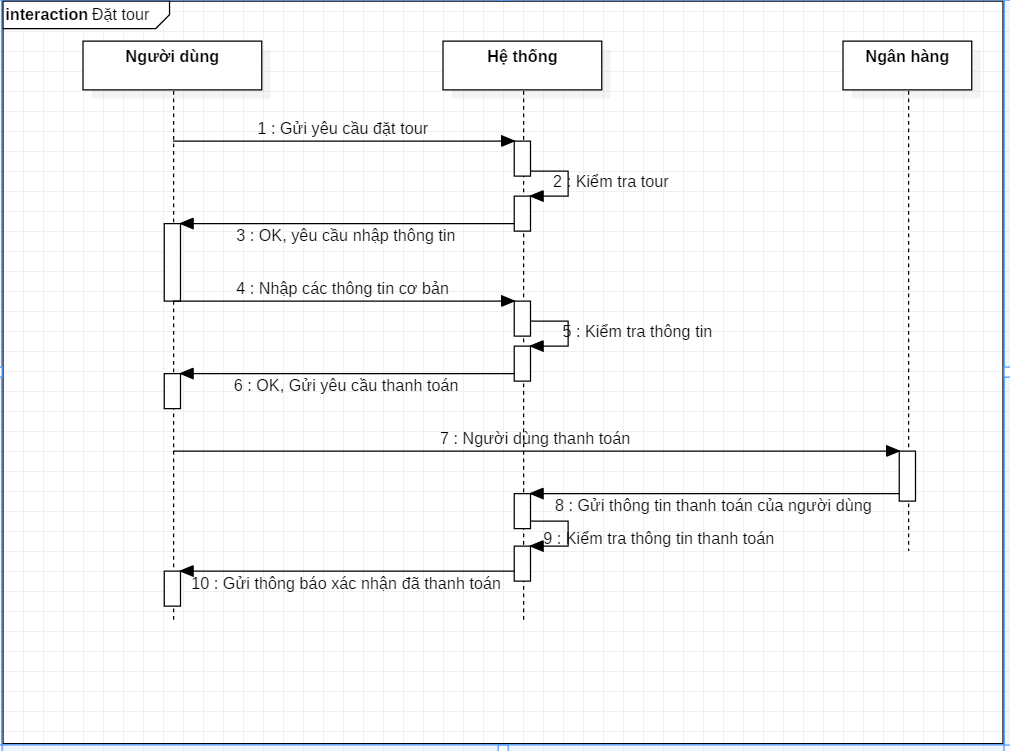 interaction Đặt tour
Người dùng
Hệ thống
Ngân hàng
1 : Gửi yêu cầu đặt tour
2 : Kiểm tra tour
3 : OK, yêu cầu nhập thông tin
4 : Nhập các thông tin cơ bản
5 : Kiểm tra thông tin
6 : OK, Gửi yêu cầu thanh toán
7 : Người dùng thanh toán
8 : Gửi thông tin thanh toán của người dùng
9 : Kiểm tra thông tin thanh toán
10 : Gửi thông báo xác nhận đã thanh toán